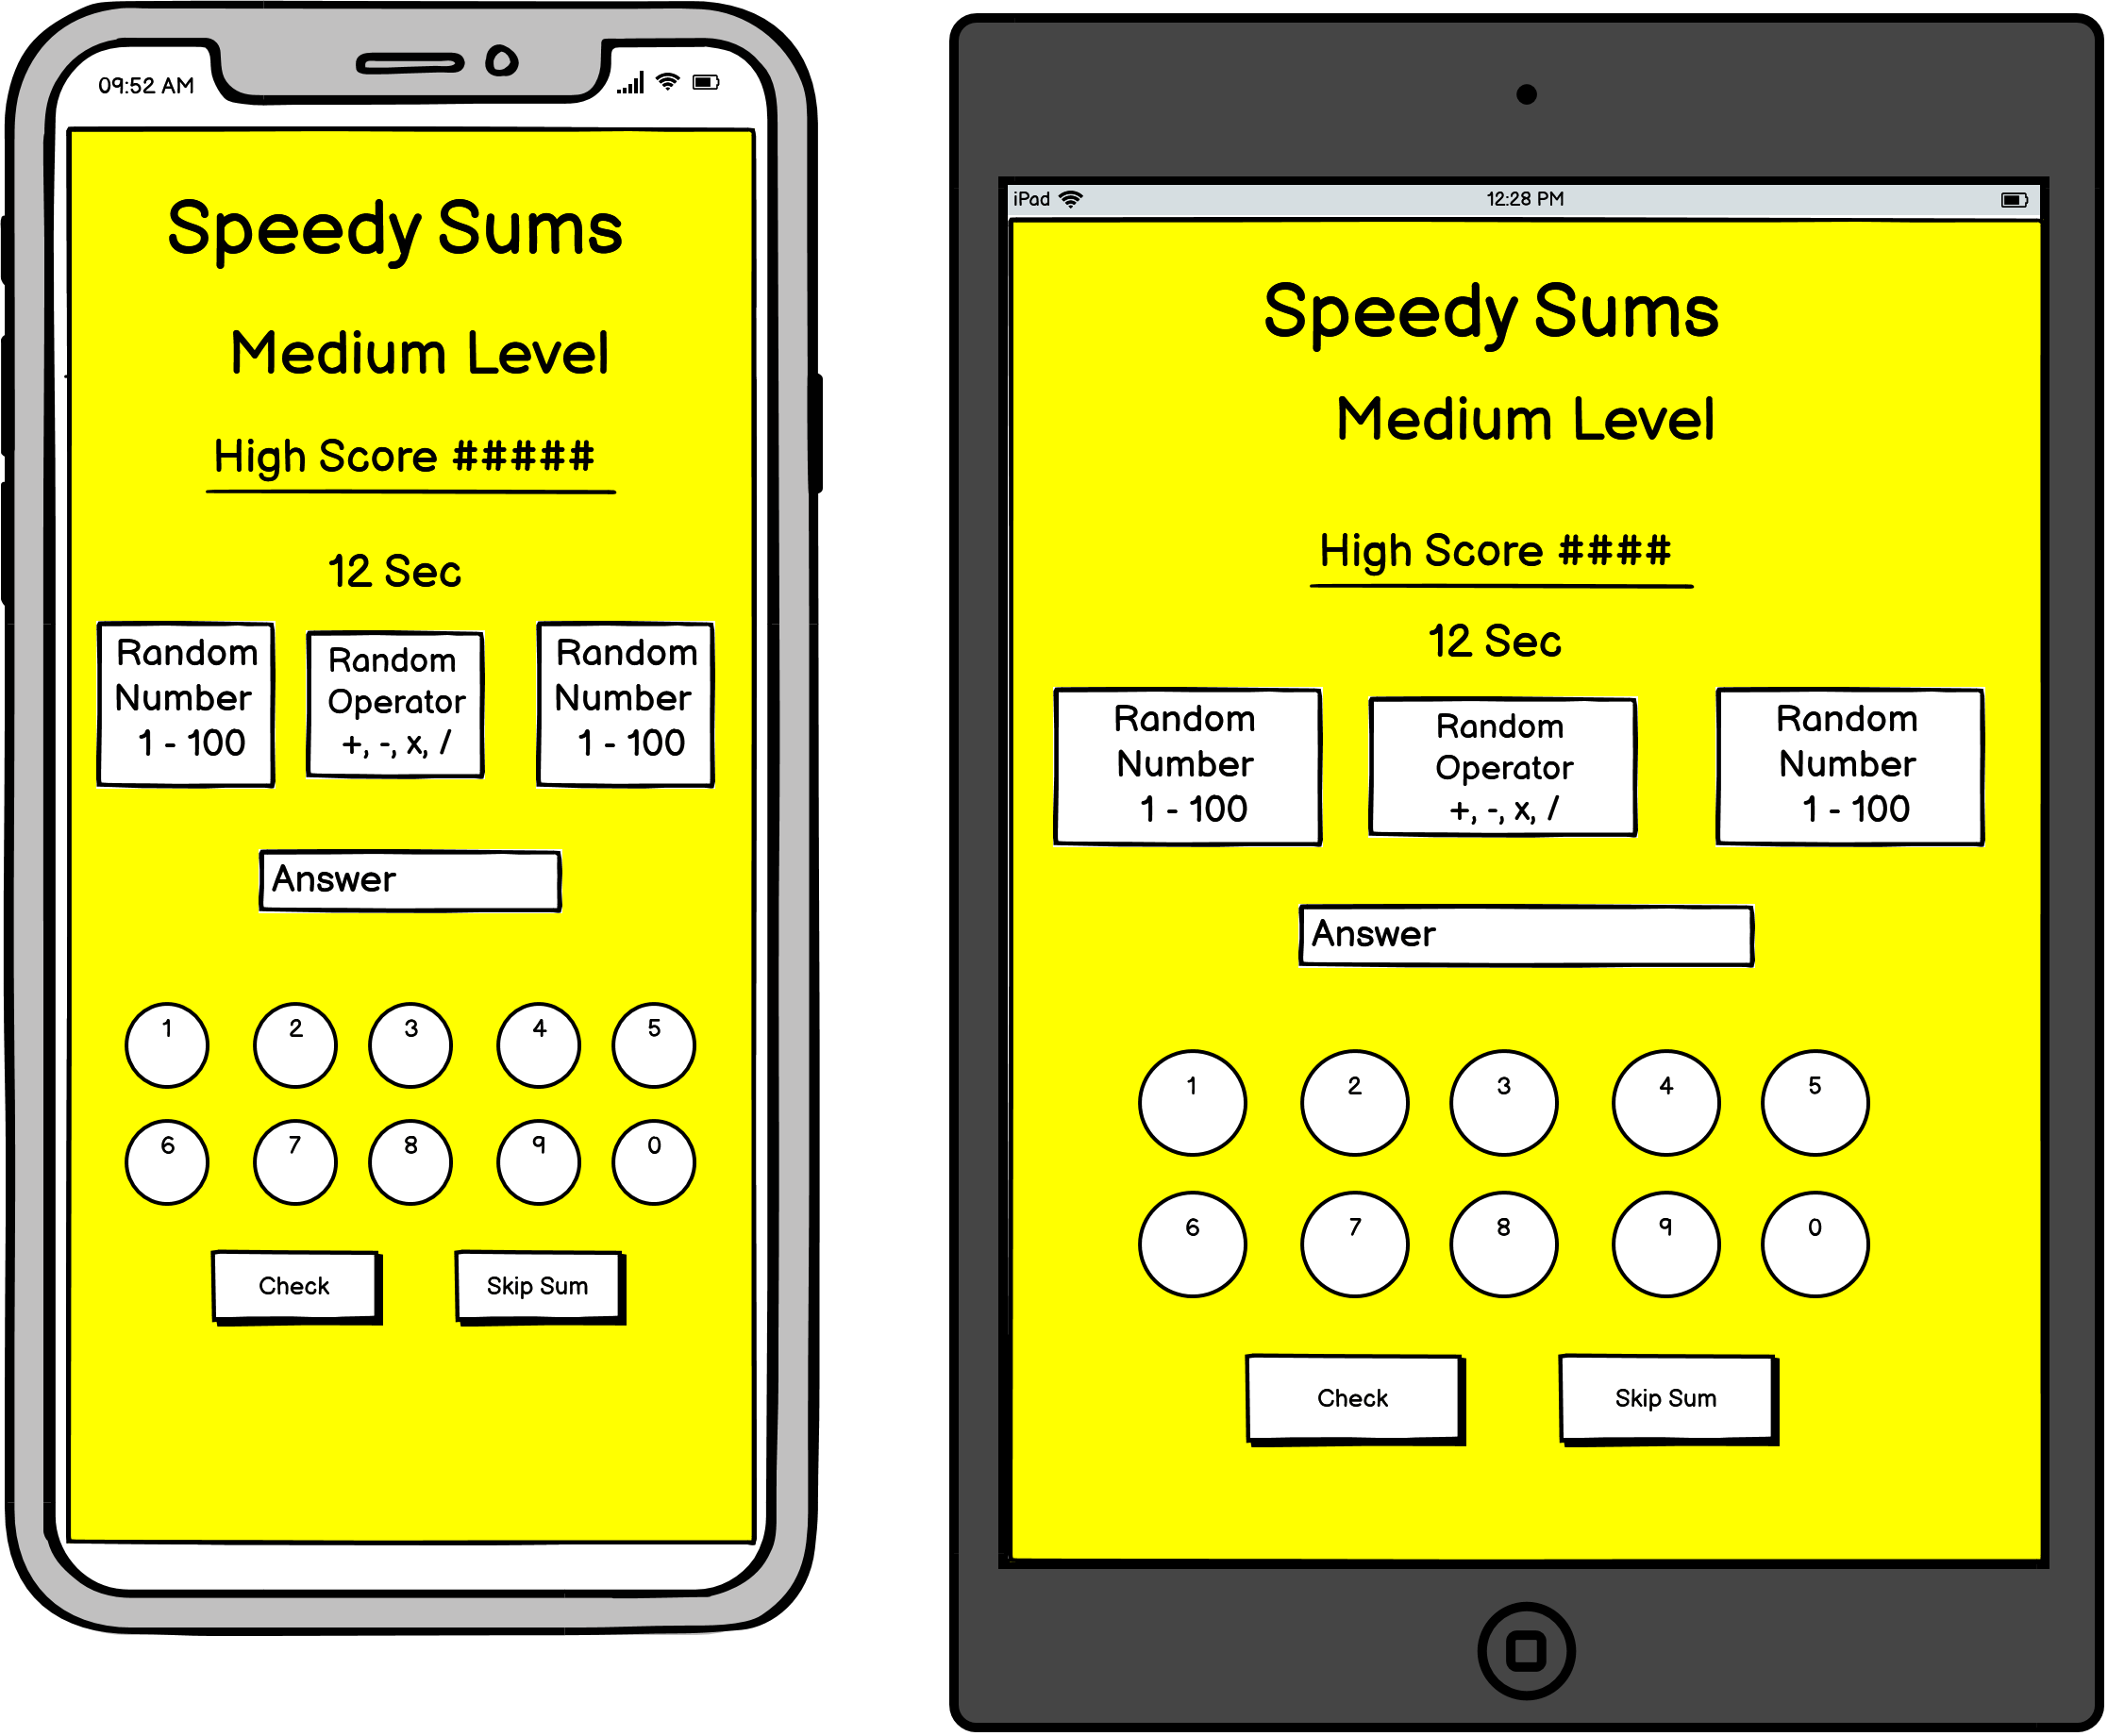 09:52 AM
Speedy Sums
Medium Level
High Score #####
12 Sec
Random
Number
1 - 100
Random
Operator
+, -, x, /
Random
Number
1 - 100
Answer
1 2 3 4 5
6 7 8 9 0
Check Skip Sum
iPad 12:28 PM
Speedy Sums
Medium Level
High Score ####
12 Sec
Random
Number
1 - 100
Random
Operator
+, -, x, /
Random
Number
1 - 100
Answer
1 2 3 4 5
6 7 8 9 0
Check Skip Sum